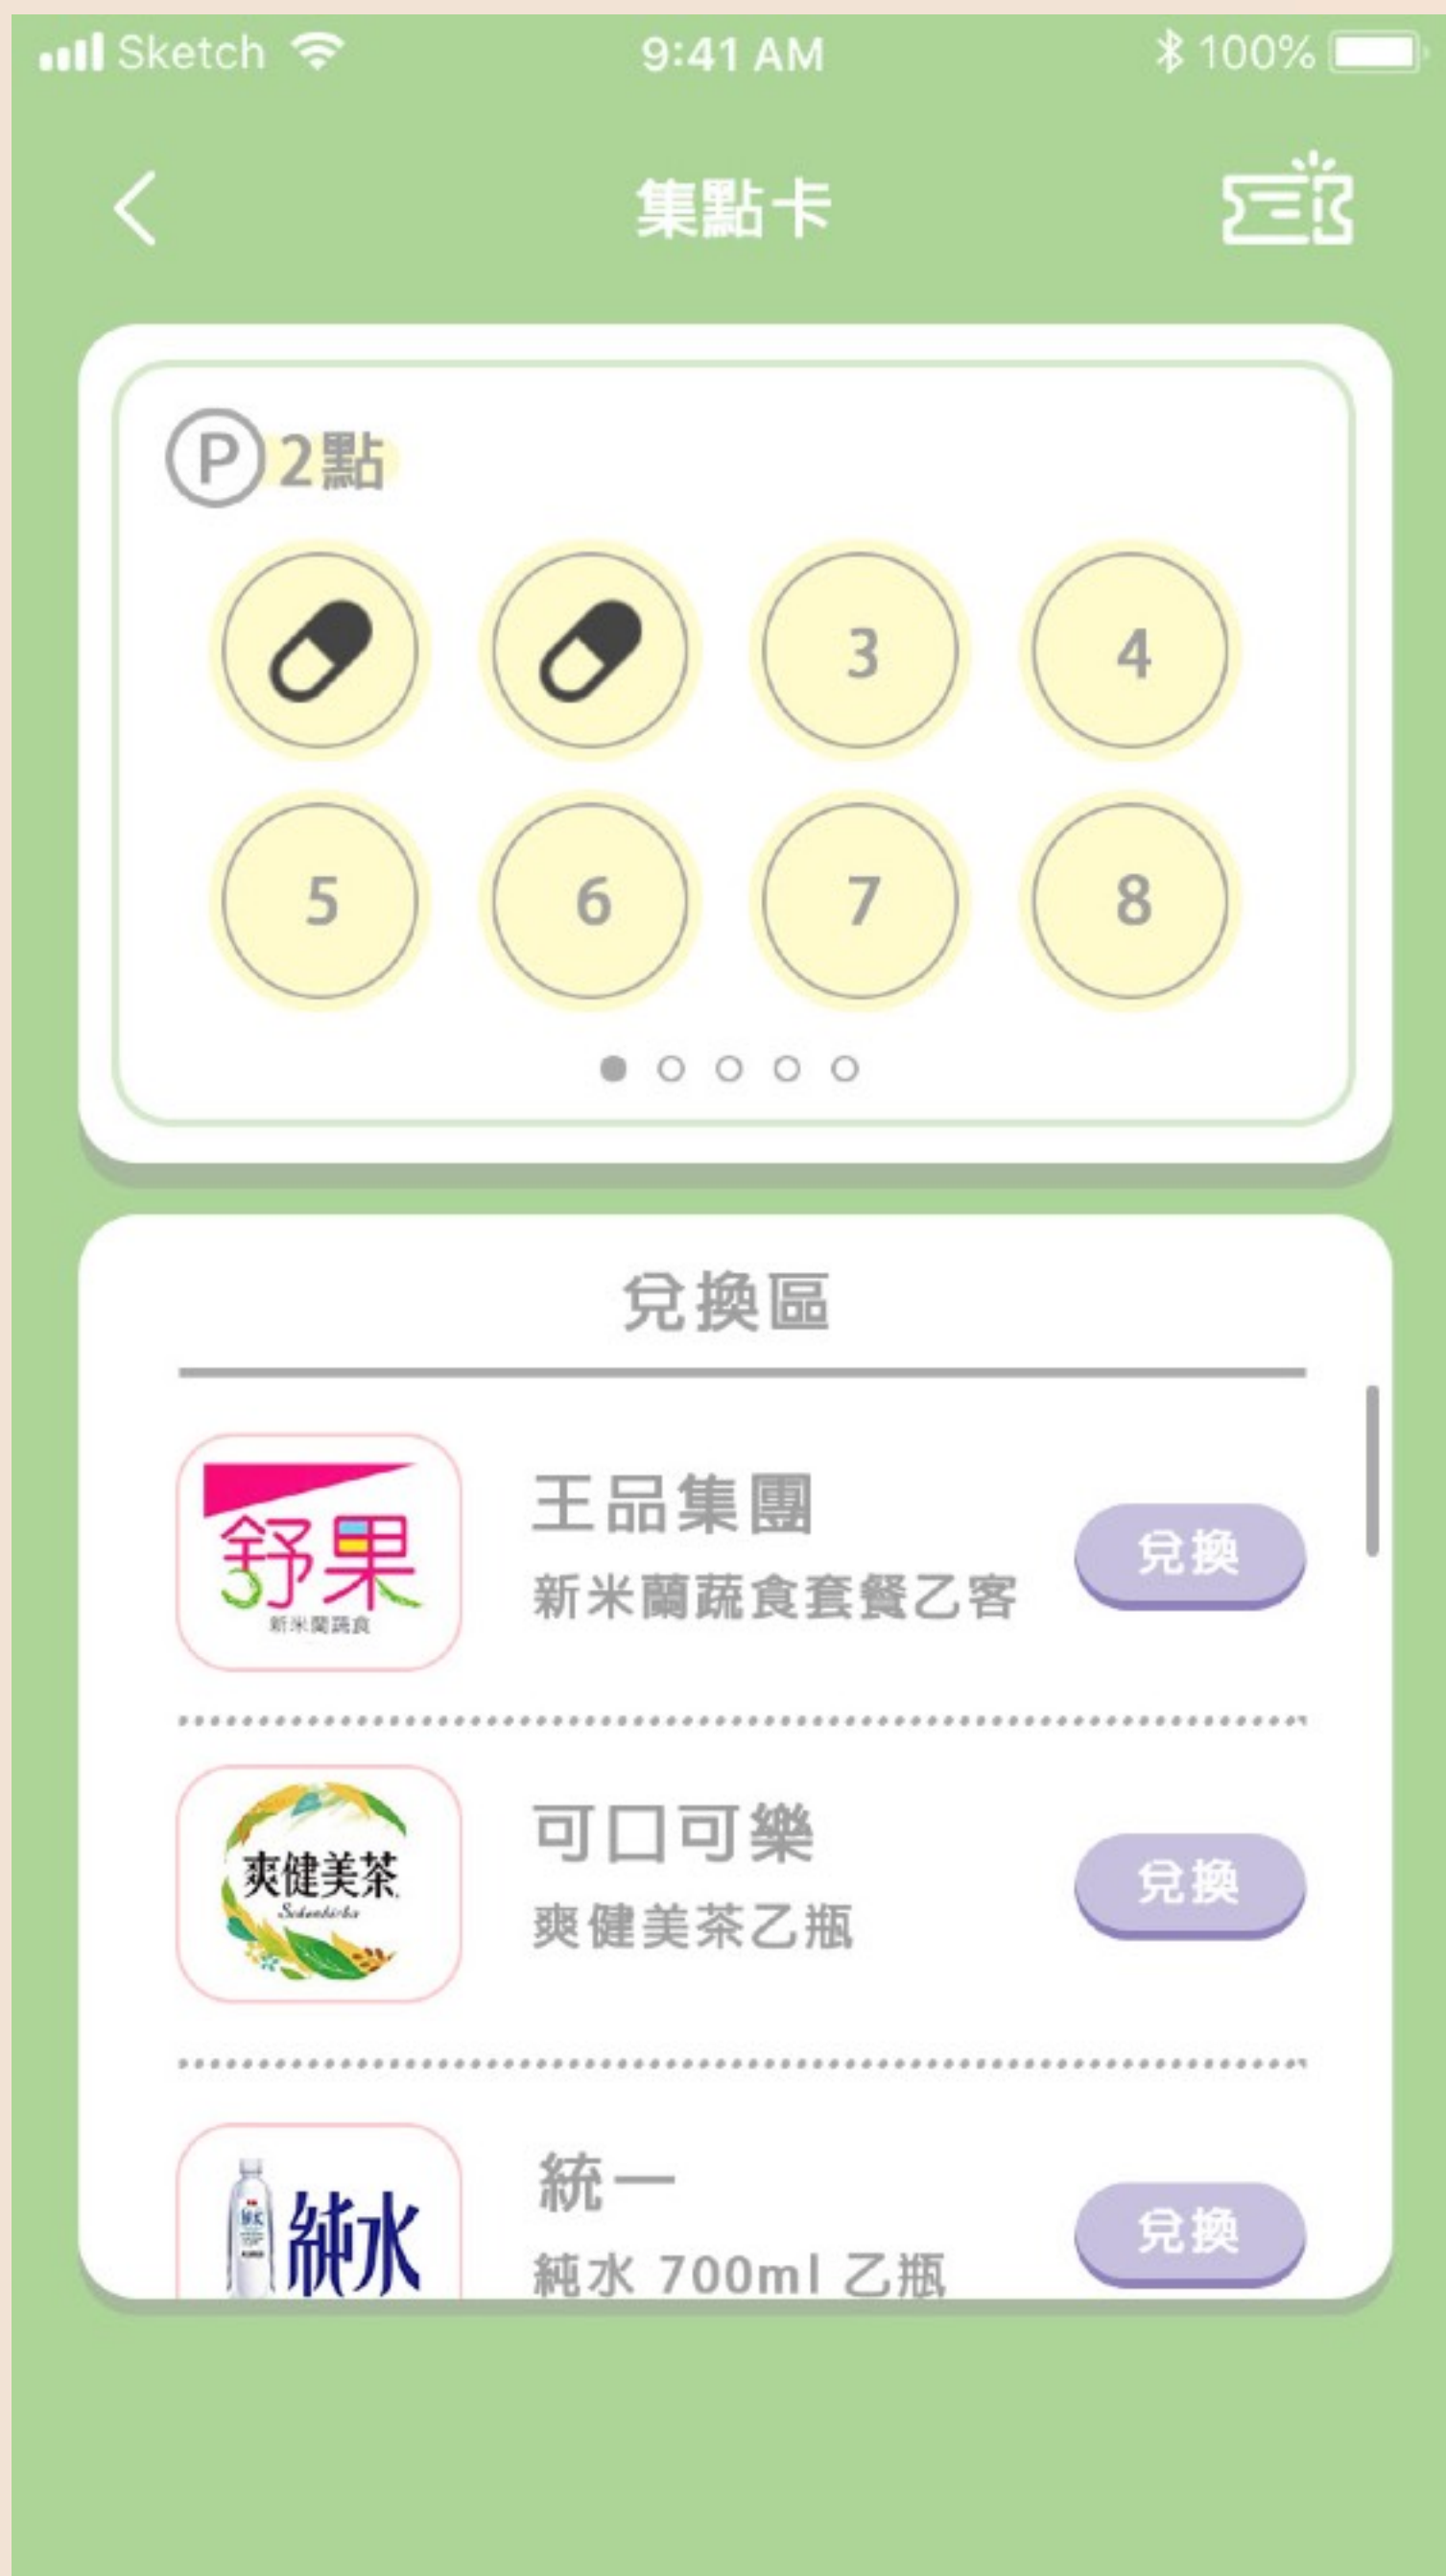 Sketch 9:41 AM 100%
集點卡
P 2點
3 4
5 6 7 8
兌換區
舒果
新米蘭蔬食
王品集團
新米蘭蔬食套餐乙客
兌換
爽健美茶
Sokenbicha
可口可樂
爽健美茶乙瓶
兌換
純水
統一
純水 700ml 乙瓶
兌換